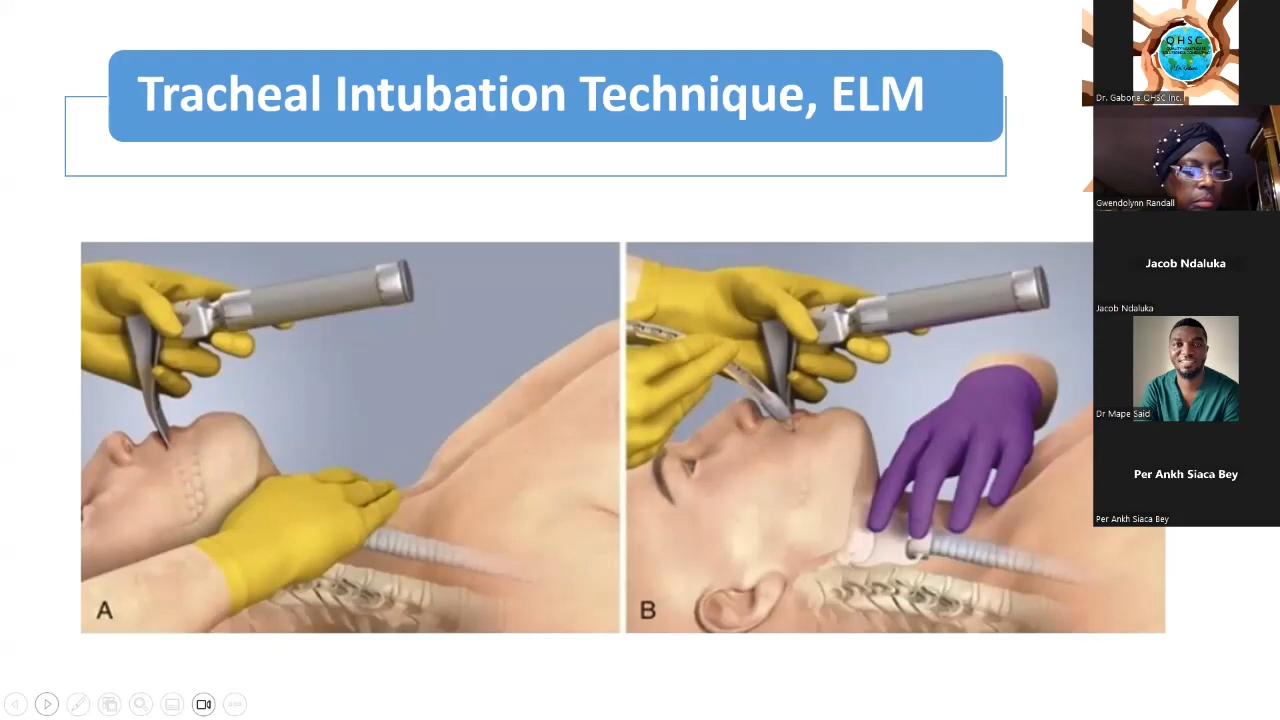 Tracheal Intubation Technique, ELM
A
B
QHSC
Dr. Gabone QHSC Inc.
Gwendolynn Randall
Jacob Ndaluka
Jacob Ndaluka
Dr Mape Said
Per Ankh Siaca Bey
Per Ankh Siaca Bey